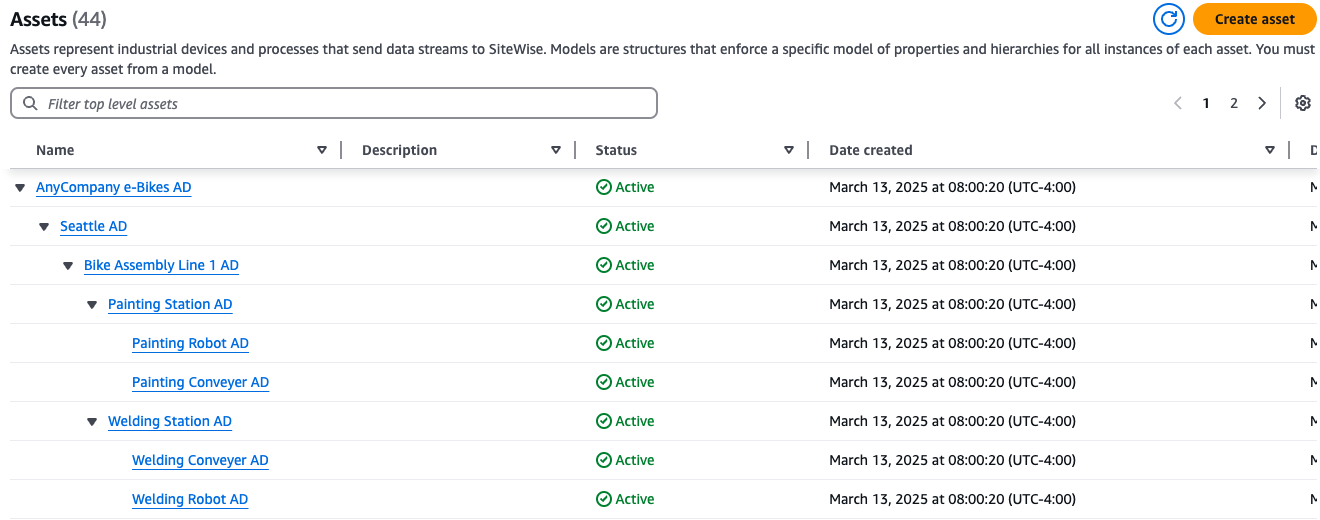 Assets (44)
Create asset
Assets represent industrial devices and processes that send data streams to SiteWise. Models are structures that enforce a specific model of properties and hierarchies for all instances of each asset. You must
create every asset from a model.
Filter top level assets
1 2
Name Description Status Date created D
AnyCompany e-Bikes AD Active March 13, 2025 at 08:00:20 (UTC-4:00) M
Seattle AD Active March 13, 2025 at 08:00:20 (UTC-4:00) M
Bike Assembly Line 1 AD Active March 13, 2025 at 08:00:20 (UTC-4:00) M
Painting Station AD Active March 13, 2025 at 08:00:20 (UTC-4:00) M
Painting Robot AD Active March 13, 2025 at 08:00:20 (UTC-4:00) M
Painting Conveyer AD Active March 13, 2025 at 08:00:20 (UTC-4:00) M
Welding Station AD Active March 13, 2025 at 08:00:20 (UTC-4:00) M
Welding Conveyer AD Active March 13, 2025 at 08:00:20 (UTC-4:00) M
Welding Robot AD Active March 13, 2025 at 08:00:20 (UTC-4:00) M